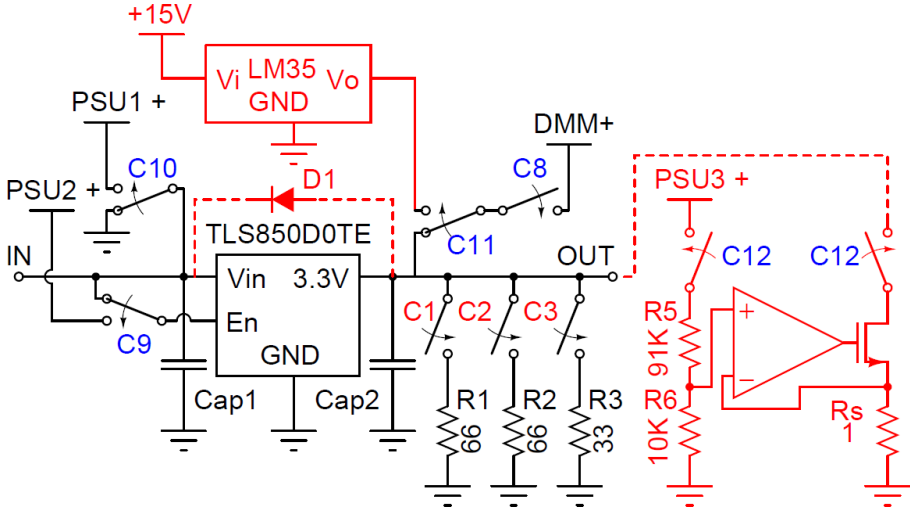 +15V
Vi LM35 Vo
GND
PSU1 +
DMM+
C10
C8
D1
PSU2 +
PSU3 +
TLS850D0TE
C11
IN
OUT
C12
C12
Vin 3.3V
C1
C2
C3
En
R5
91K
+
C9
GND
−
Cap1
Cap2
R1
66
R2
66
R3
33
R6
10K
Rs
1